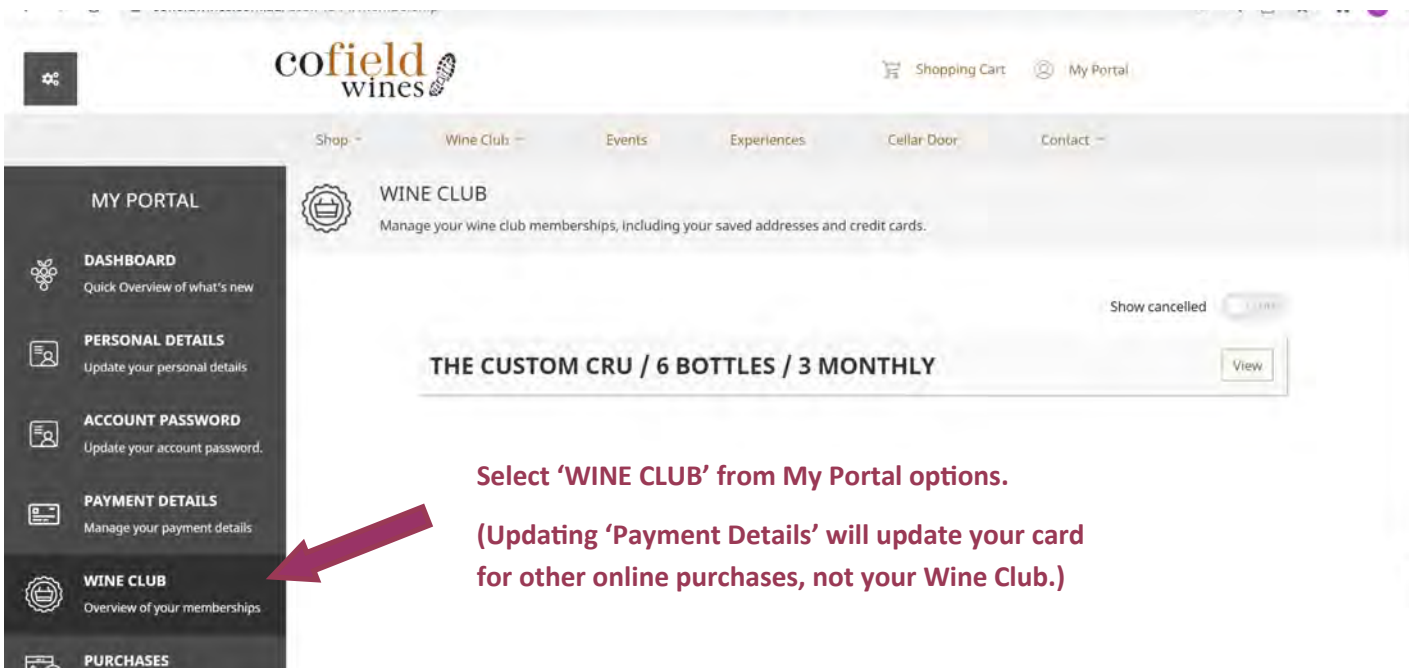 cofield
wines
Shopping Cart
My Portal
Shop
Wine Club
Events
Experiences
Cellar Door
Contact
MY PORTAL
DASHBOARD
Quick Overview of what's new
PERSONAL DETAILS
Update your personal details
ACCOUNT PASSWORD
Update your account password.
PAYMENT DETAILS
Manage your payment details
WINE CLUB
Overview of your memberships
PURCHASES
WINE CLUB
Manage your wine club memberships, including your saved addresses and credit cards.
Show cancelled
THE CUSTOM CRU / 6 BOTTLES / 3 MONTHLY
View
Select ‘WINE CLUB’ from My Portal options.
(Updating ‘Payment Details’ will update your card
for other online purchases, not your Wine Club.)